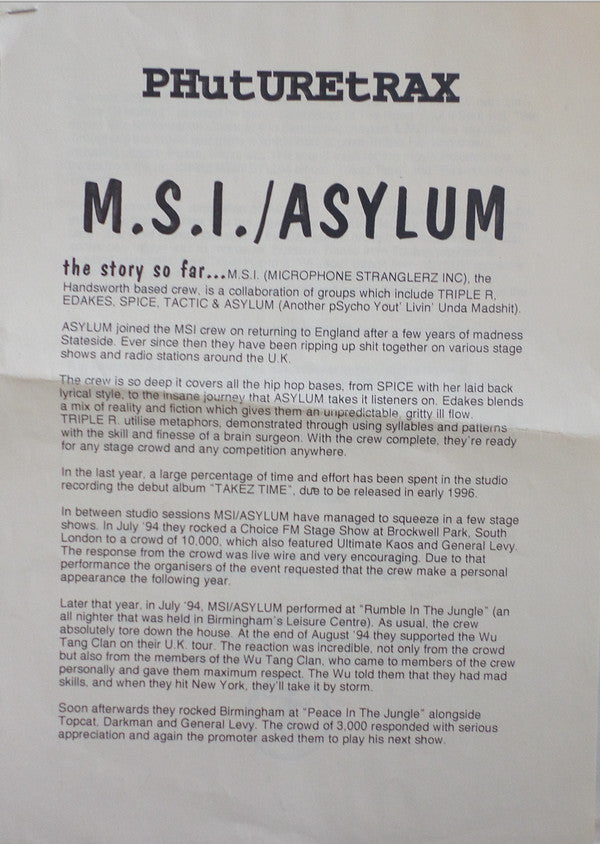 PHutUREtRAX
M.S.I./ASYLUM
the story so far...M.S.I. (MICROPHONE STRANGLERZ INC), the
Handsworth based crew, is a collaboration of groups which include TRIPLE R,
EDAKES, SPICE, TACTIC & ASYLUM (Another pSycho Yout' Livin' Unda Madshit).
ASYLUM joined the MSI crew on returning to England after a few years of madness
Stateside. Ever since then they have been ripping up shit together on various stage
shows and radio stations around the U.K.
The crew is so deep it covers all the hip hop bases, from SPICE with her laid back
lyrical style, to the insane journey that ASYLUM takes it listeners on. Edakes blends
a mix of reality and fiction which gives them an unpredictable, gritty ill flow.
TRIPLE R. utilise metaphors, demonstrated through using syllables and patterns
with the skill and finesse of a brain surgeon. With the crew complete, they're ready
for any stage crowd and any competition anywhere.
In the last year, a large percentage of time and effort has been spent in the studio
recording the debut album "TAKEZ TIME", due to be released in early 1996.
In between studio sessions MSI/ASYLUM have managed to squeeze in a few stage
shows. In July '94 they rocked a Choice FM Stage Show at Brockwell Park, South
London to a crowd of 10,000, which also featured Ultimate Kaos and General Levy.
The response from the crowd was live wire and very encouraging. Due to that
performance the organisers of the event requested that the crew make a personal
appearance the following year.
Later that year, in July '94, MSI/ASYLUM performed at "Rumble In The Jungle" (an
all nighter that was held in Birmingham's Leisure Centre). As usual, the crew
absolutely tore down the house. At the end of August '94 they supported the Wu
Tang Clan on their U.K. tour. The reaction was incredible, not only from the crowd
but also from the members of the Wu Tang Clan, who came to members of the crew
personally and gave them maximum respect. The Wu told them that they had mad
skills, and when they hit New York, they'll take it by storm.
Soon afterwards they rocked Birmingham at "Peace In The Jungle" alongside
Topcat, Darkman and General Levy. The crowd of 3,000 responded with serious
appreciation and again the promoter asked them to play his next show.